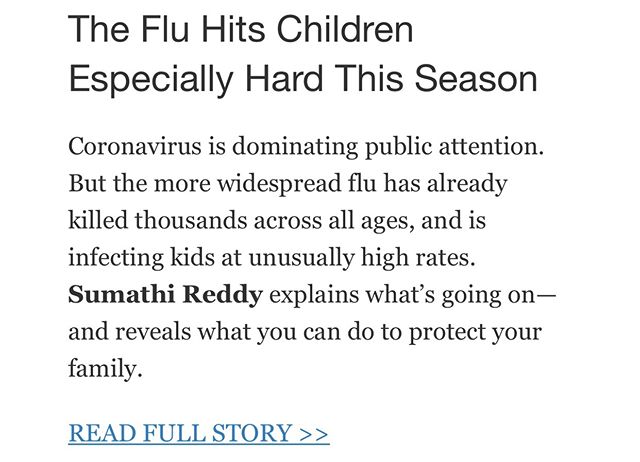 The Flu Hits Children
Especially Hard This Season
Coronavirus is dominating public attention.
But the more widespread flu has already
killed thousands across all ages, and is
infecting kids at unusually high rates.
Sumathi Reddy explains what’s going on—
and reveals what you can do to protect your
family.
READ FULL STORY >>